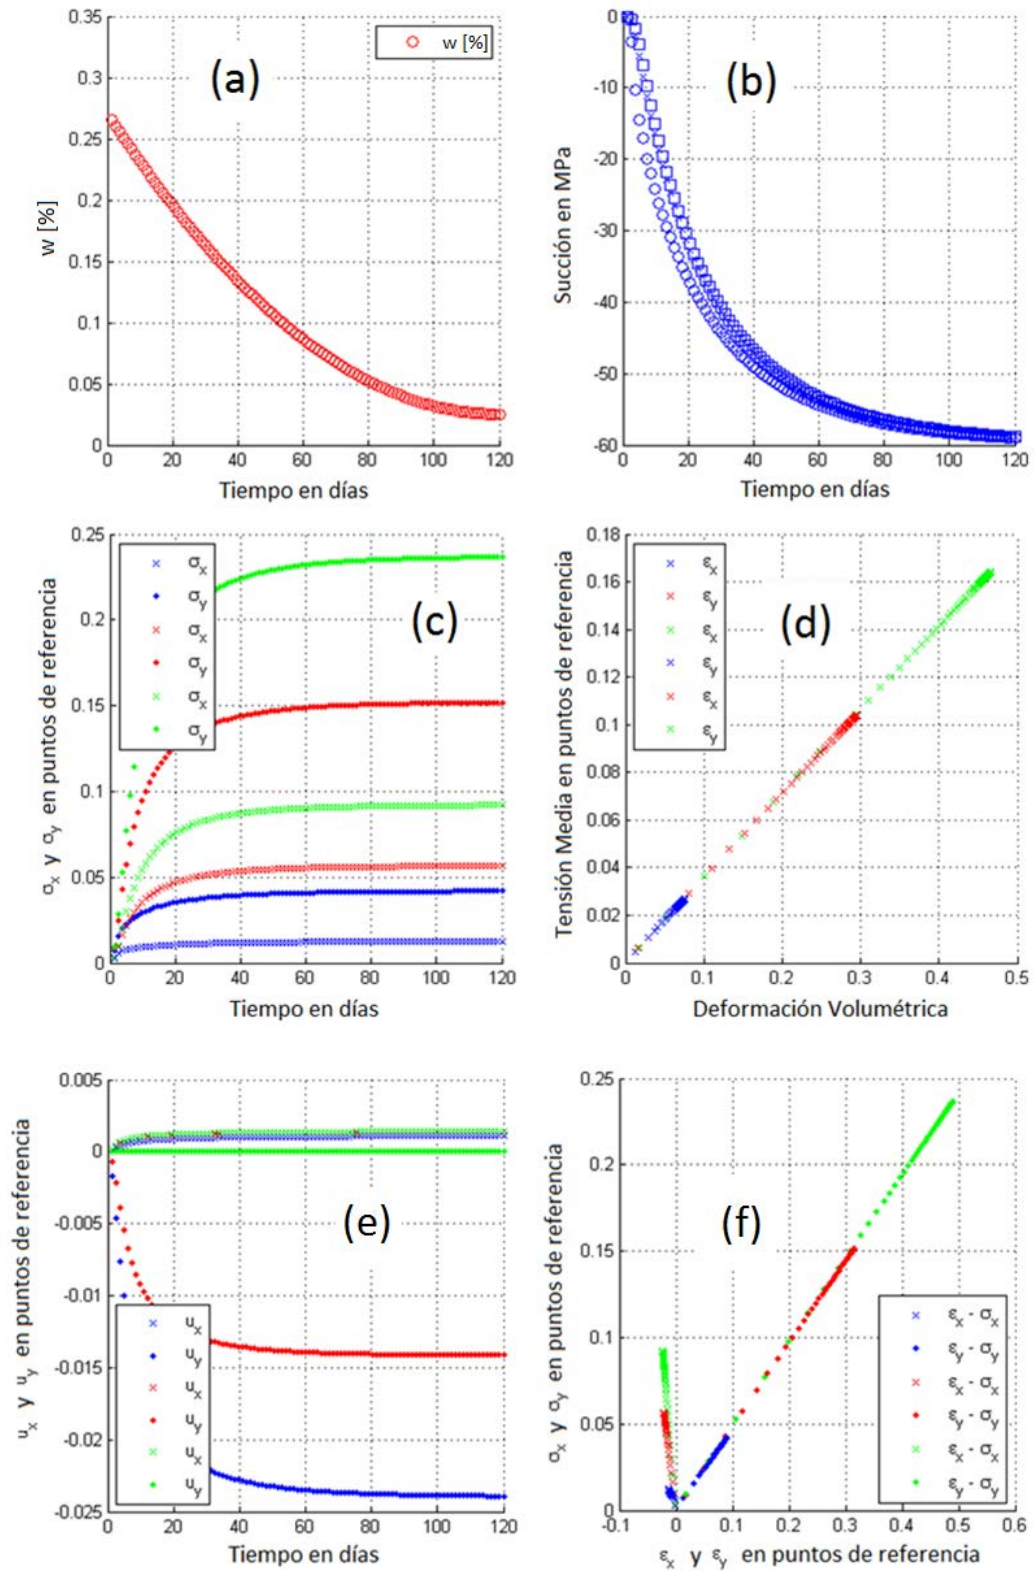 0.35
0.3
0.25
0.2
0.15
0.1
0.05
0
w [%]
w [%]
(a)
0 20 40 60 80 100 120
Tiempo en días
0
-10
-20
-30
-40
-50
-60
Succión en MPa
(b)
0 20 40 60 80 100 120
Tiempo en días
0.25
0.2
0.15
0.1
0.05
0
σx y σy en puntos de referencia
σx
σy
σx
σy
σx
σy
(c)
0 20 40 60 80 100 120
Tiempo en días
0.18
0.16
0.14
0.12
0.1
0.08
0.06
0.04
0.02
0
Tensión Media en puntos de referencia
εx
εy
εx
εy
εx
εy
(d)
0 0.1 0.2 0.3 0.4 0.5
Deformación Volumétrica
0.005
0
-0.005
-0.01
-0.015
-0.02
-0.025
ux y uy en puntos de referencia
(e)
ux
uy
ux
uy
ux
uy
0 20 40 60 80 100 120
Tiempo en días
0.25
0.2
0.15
0.1
0.05
0
σx y σy en puntos de referencia
(f)
εx - σx
εy - σy
εx - σx
εy - σy
εx - σx
εy - σy
-0.1 0 0.1 0.2 0.3 0.4 0.5 0.6
εx y εy en puntos de referencia